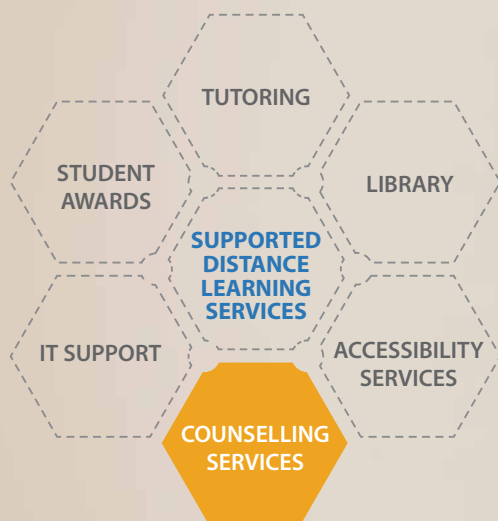 TUTORING
STUDENT
AWARDS
LIBRARY
SUPPORTED
DISTANCE
LEARNING
SERVICES
IT SUPPORT
ACCESSIBILITY
SERVICES
COUNSELLING
SERVICES